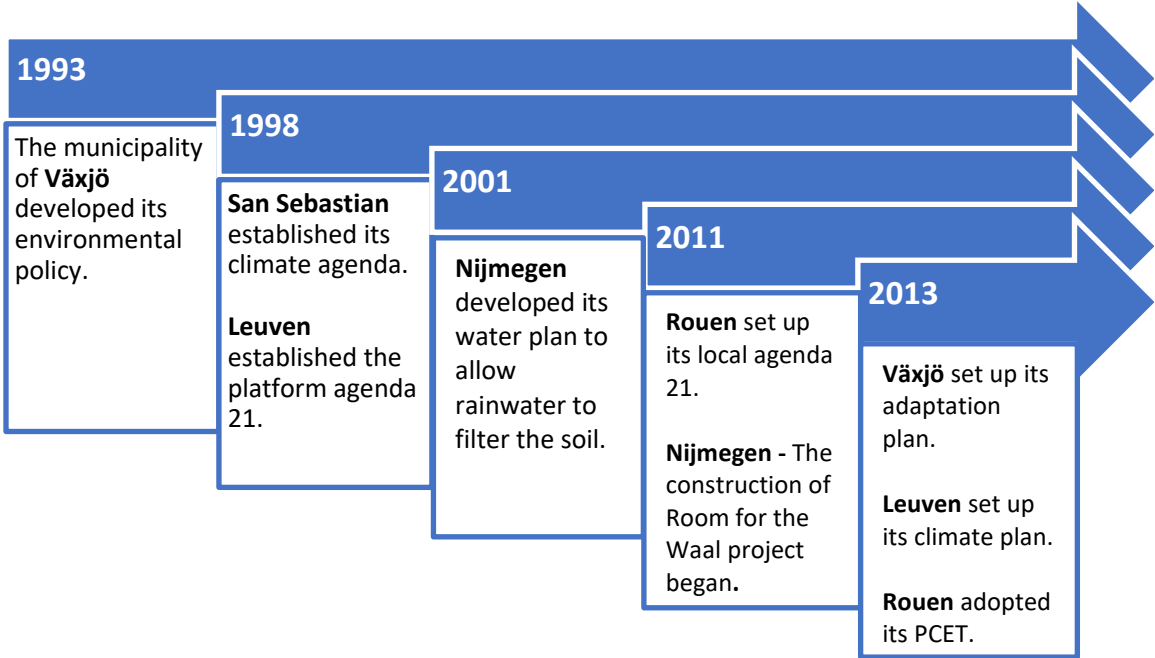 1993
The municipality
of Växjö
developed its
environmental
policy.
1998
San Sebastian
established its
climate agenda.
Leuven
established the
platform agenda
21.
2001
Nijmegen
developed its
water plan to
allow
rainwater to
filter the soil.
2011
Rouen set up
its local agenda
21.
Nijmegen - The
construction of
Room for the
Waal project
began.
2013
Växjö set up its
adaptation
plan.
Leuven set up
its climate plan.
Rouen adopted
its PCET.